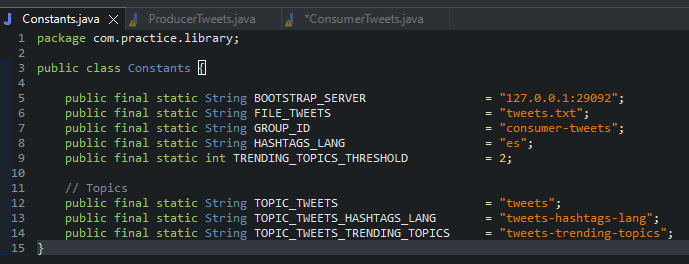 Constants.java ProducerTweets.java *ConsumerTweets.java
1 package com.practice.library;
2
3 public class Constants {
4
5 public final static String BOOTSTRAP_SERVER = "127.0.0.1:29092";
6 public final static String FILE_TWEETS = "tweets.txt";
7 public final static String GROUP_ID = "consumer-tweets";
8 public final static String HASHTAGS_LANG = "es";
9 public final static int TRENDING_TOPICS_THRESHOLD = 2;
10
11 // Topics
12 public final static String TOPIC_TWEETS = "tweets";
13 public final static String TOPIC_TWEETS_HASHTAGS_LANG = "tweets-hashtags-lang";
14 public final static String TOPIC_TWEETS_TRENDING_TOPICS = "tweets-trending-topics";
15 }